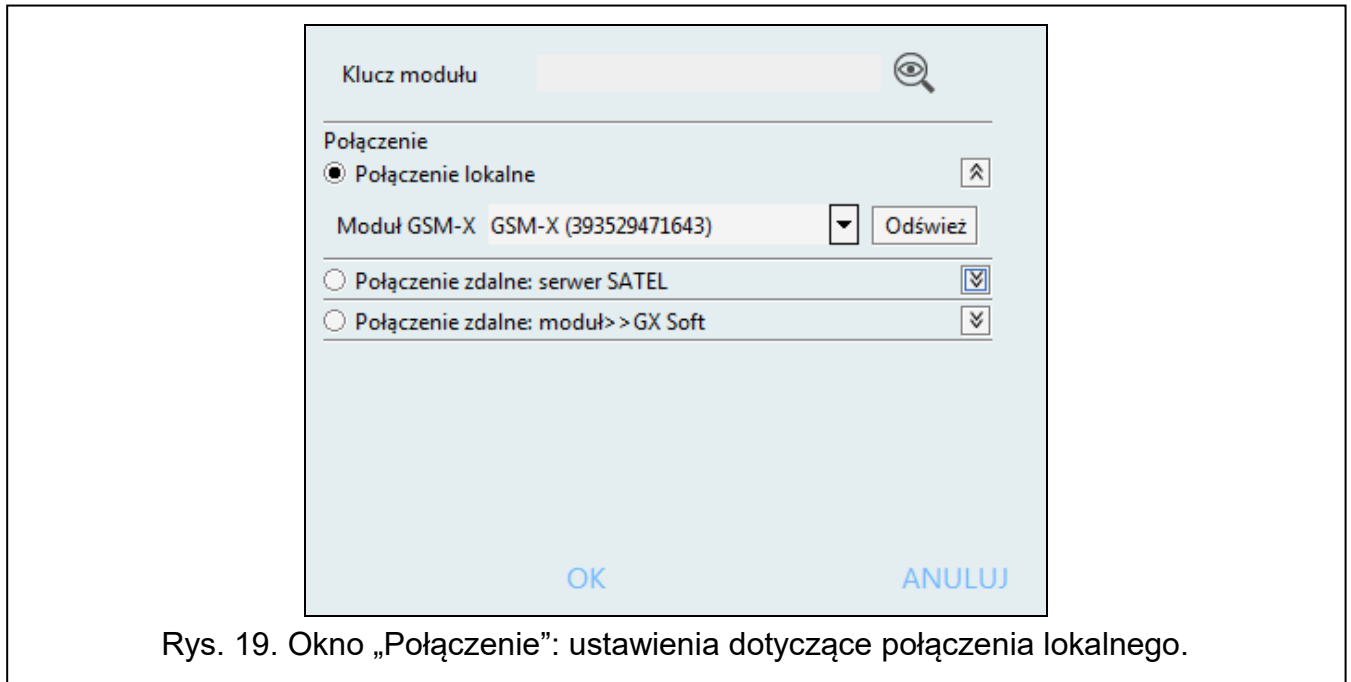 Klucz modułu
Połączenie
Połączenie lokalne
Moduł GSM-X GSM-X (393529471643) Odśwież
Połączenie zdalne: serwer SATEL
Połączenie zdalne: moduł>>GX Soft
OK ANULUJ
Rys. 19. Okno „Połączenie”: ustawienia dotyczące połączenia lokalnego.